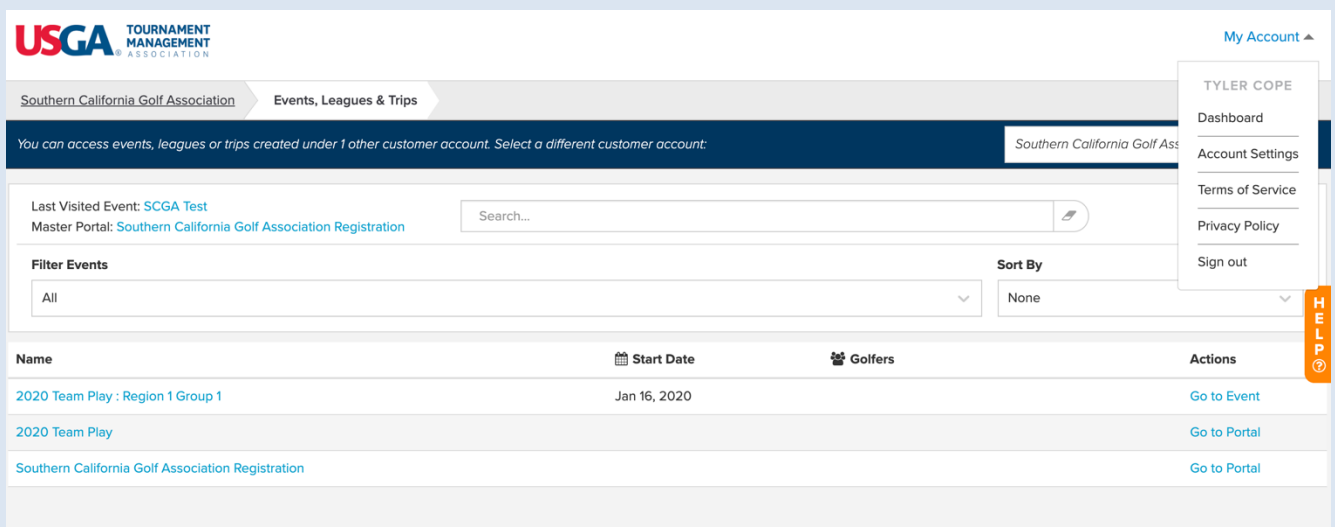 USGA® TOURNAMENT
MANAGEMENT
ASSOCIATION
My Account
TYLER COPE
Dashboard
Account Settings
Terms of Service
Privacy Policy
Sign out
Southern California Golf Association
Events, Leagues & Trips
You can access events, leagues or trips created under 1 other customer account. Select a different customer account:
Southern California Golf Ass
Last Visited Event: SCGA Test
Master Portal: Southern California Golf Association Registration
Search...
Filter Events
All
Sort By
None
HELP
Name Start Date Golfers Actions
2020 Team Play : Region 1 Group 1 Jan 16, 2020 Go to Event
2020 Team Play Go to Portal
Southern California Golf Association Registration Go to Portal